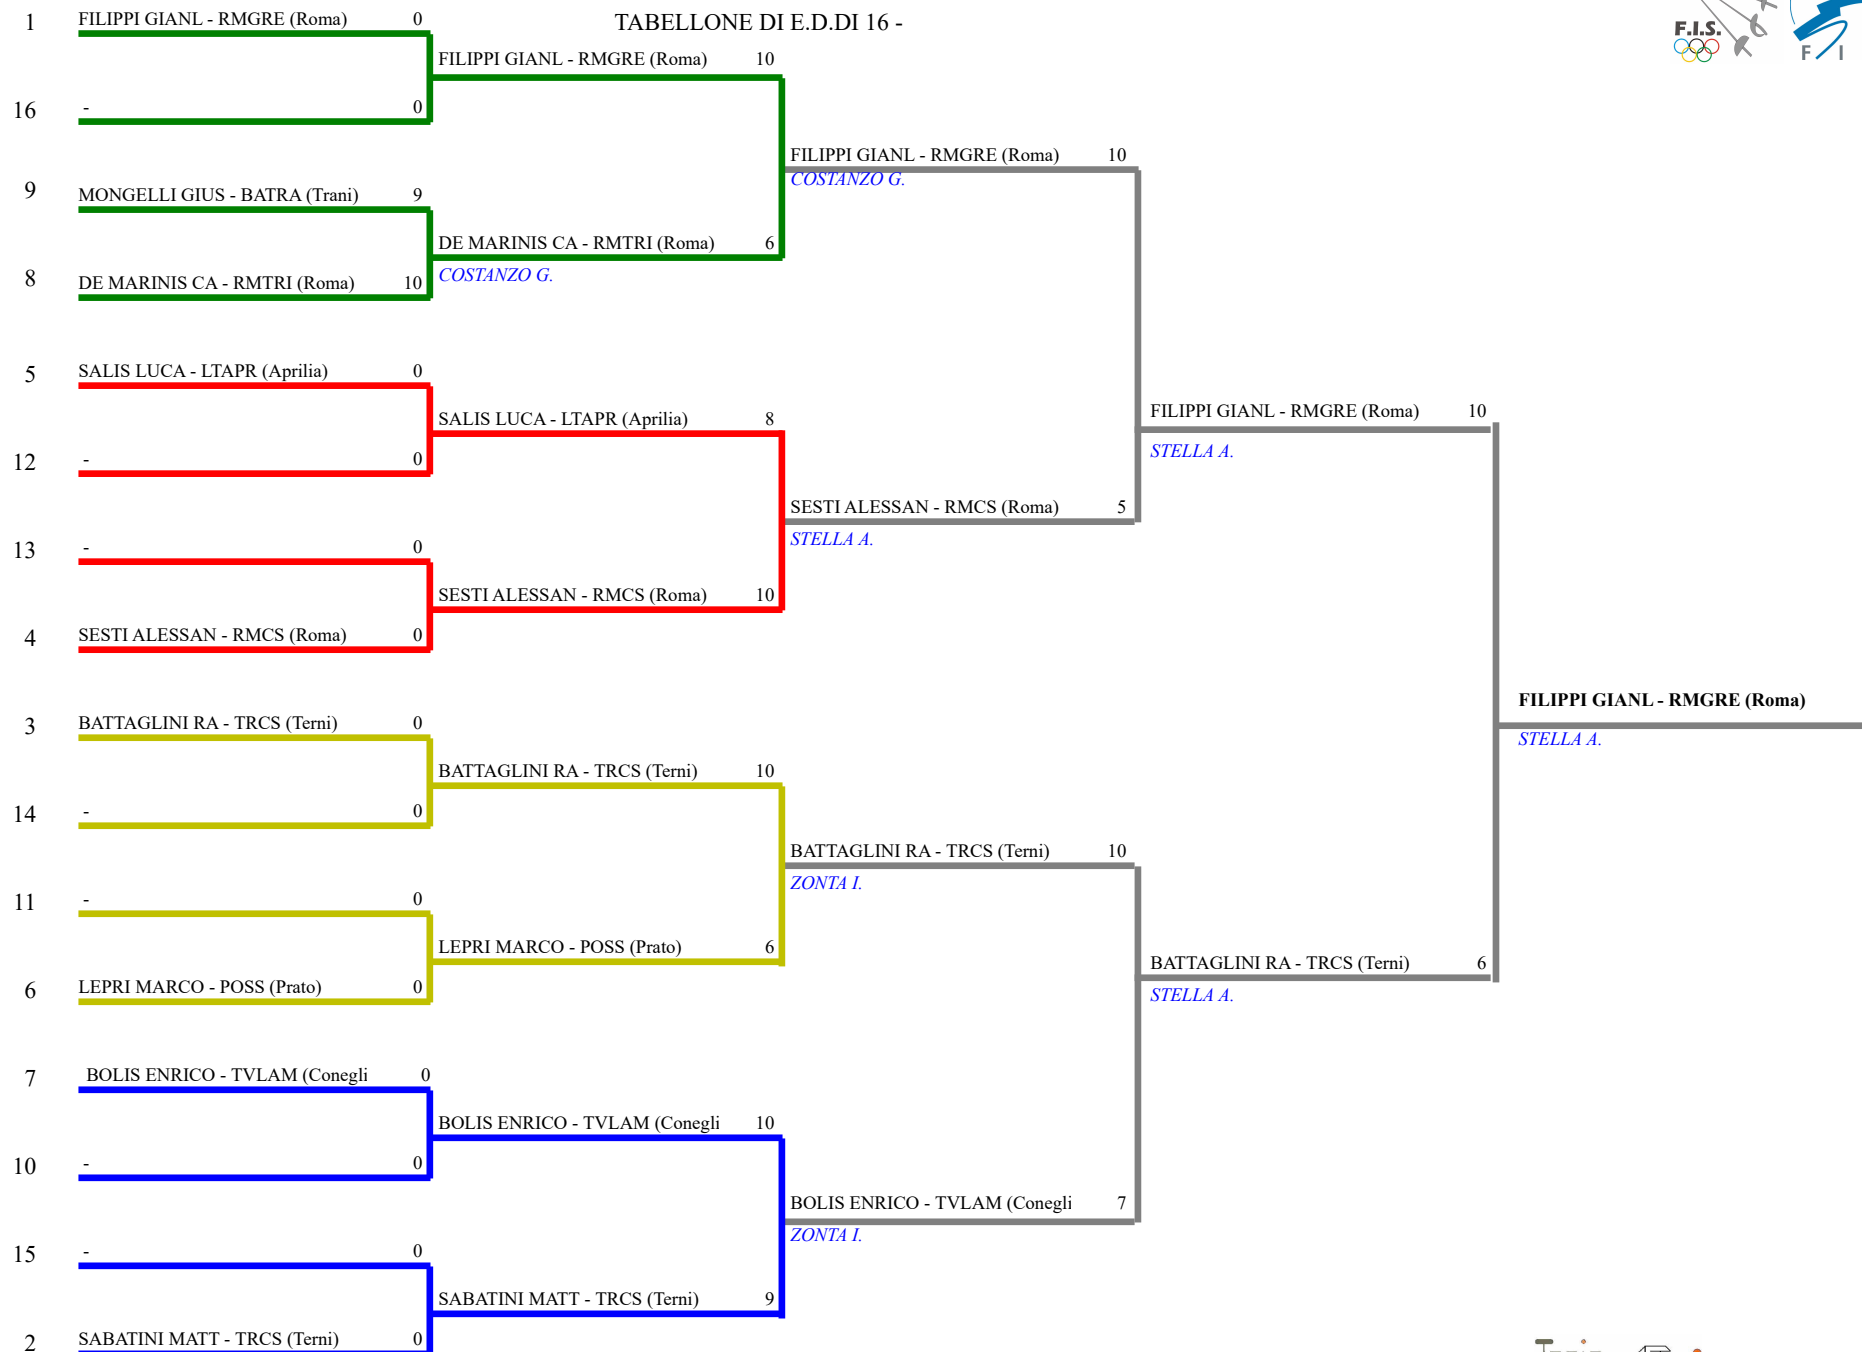 TABELLONE DI E.D.DI 16 -
F.I.S.
F I
1 FILIPPI GIANL - RMGRE (Roma) 0
FILIPPI GIANL - RMGRE (Roma) 10
16 - 0
FILIPPI GIANL - RMGRE (Roma) 10
COSTANZO G.
9 MONGELLI GIUS - BATRA (Trani) 9
DE MARINIS CA - RMTRI (Roma) 6
COSTANZO G.
8 DE MARINIS CA - RMTRI (Roma) 10
5 SALIS LUCA - LTAPR (Aprilia) 0
FILIPPI GIANL - RMGRE (Roma) 10
SALIS LUCA - LTAPR (Aprilia) 8
STELLA A.
12 - 0
SESTI ALESSAN - RMCS (Roma) 5
STELLA A.
13 - 0
SESTI ALESSAN - RMCS (Roma) 10
4 SESTI ALESSAN - RMCS (Roma) 0
FILIPPI GIANL - RMGRE (Roma)
3 BATTAGLINI RA - TRCS (Terni) 0
STELLA A.
BATTAGLINI RA - TRCS (Terni) 10
14 - 0
BATTAGLINI RA - TRCS (Terni) 10
ZONTA I.
11 - 0
LEPRI MARCO - POSS (Prato) 6
BATTAGLINI RA - TRCS (Terni) 6
6 LEPRI MARCO - POSS (Prato) 0
STELLA A.
7 BOLIS ENRICO - TVLAM (Conegli 0
BOLIS ENRICO - TVLAM (Conegli 10
10 - 0
BOLIS ENRICO - TVLAM (Conegli 7
ZONTA I.
15 - 0
SABATINI MATT - TRCS (Terni) 9
2 SABATINI MATT - TRCS (Terni) 0